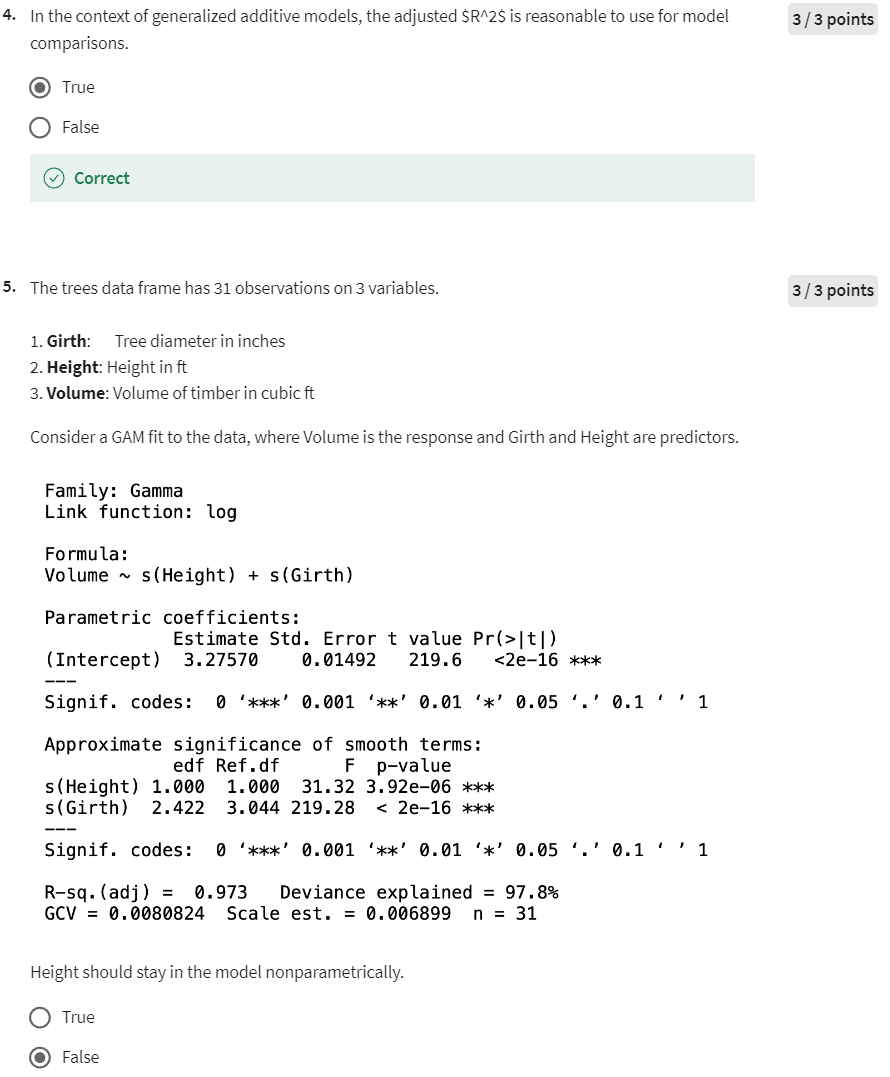 4. In the context of generalized additive models, the adjusted $R^2$ is reasonable to use for model
comparisons.
3 / 3 points
True
False
Correct
5. The trees data frame has 31 observations on 3 variables.
3 / 3 points
1. Girth: Tree diameter in inches
2. Height: Height in ft
3. Volume: Volume of timber in cubic ft
Consider a GAM fit to the data, where Volume is the response and Girth and Height are predictors.
Family: Gamma
Link function: log
Formula:
Volume ~ s(Height) + s(Girth)
Parametric coefficients:
Estimate Std. Error t value Pr(>|t|)
(Intercept) 3.27570 0.01492 219.6 <2e-16 ***
---
Signif. codes: 0 ‘***’ 0.001 ‘**’ 0.01 ‘*’ 0.05 ‘.’ 0.1 ‘ ’ 1
Approximate significance of smooth terms:
edf Ref.df F p-value
s(Height) 1.000 1.000 31.32 3.92e-06 ***
s(Girth) 2.422 3.044 219.28 < 2e-16 ***
---
Signif. codes: 0 ‘***’ 0.001 ‘**’ 0.01 ‘*’ 0.05 ‘.’ 0.1 ‘ ’ 1
R-sq.(adj) = 0.973 Deviance explained = 97.8%
GCV = 0.0080824 Scale est. = 0.006899 n = 31
Height should stay in the model nonparametrically.
True
False